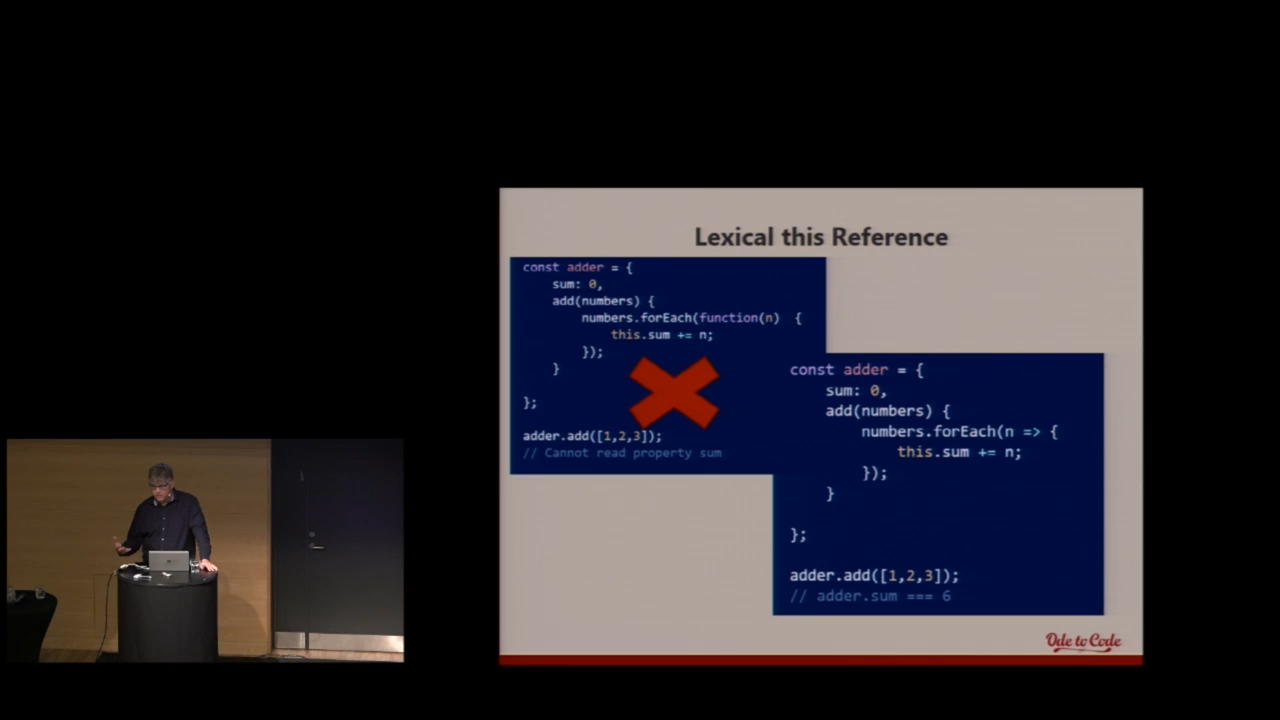 Lexical this Reference
const adder = {
sum: 0,
add(numbers) {
numbers.forEach(function(n) {
this.sum += n;
});
}
};
adder.add([1,2,3]);
// Cannot read property sum
const adder = {
sum: 0,
add(numbers) {
numbers.forEach(n => {
this.sum += n;
});
}
};
adder.add([1,2,3]);
// adder.sum === 6
Ode to Code